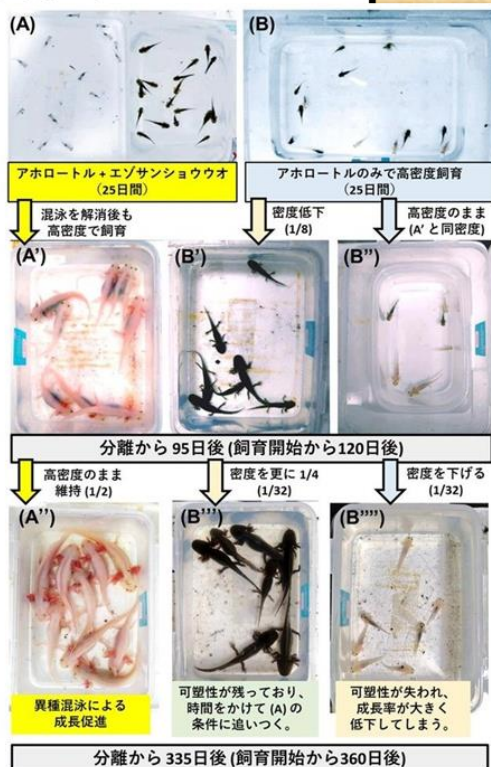 (A)
(B)
アホロートル + エゾサンショウウオ
（25日間）
アホロートルのみで高密度飼育
（25日間）
混泳を解消後も
高密度で飼育
密度低下
(1/8)
高密度のまま
(A' と同密度)
(A')
(B')
(B'')
分離から 95日後 (飼育開始から120日後)
高密度のまま
維持 (1/2)
密度を更に 1/4
(1/32)
密度を下げる
(1/32)
(A'')
(B''')
(B'''')
異種混泳による
成長促進
可塑性が残っており、
時間をかけて (A) の
条件に追いつく。
可塑性が失われ、
成長率が大きく
低下してしまう。
分離から 335日後 (飼育開始から360日後)